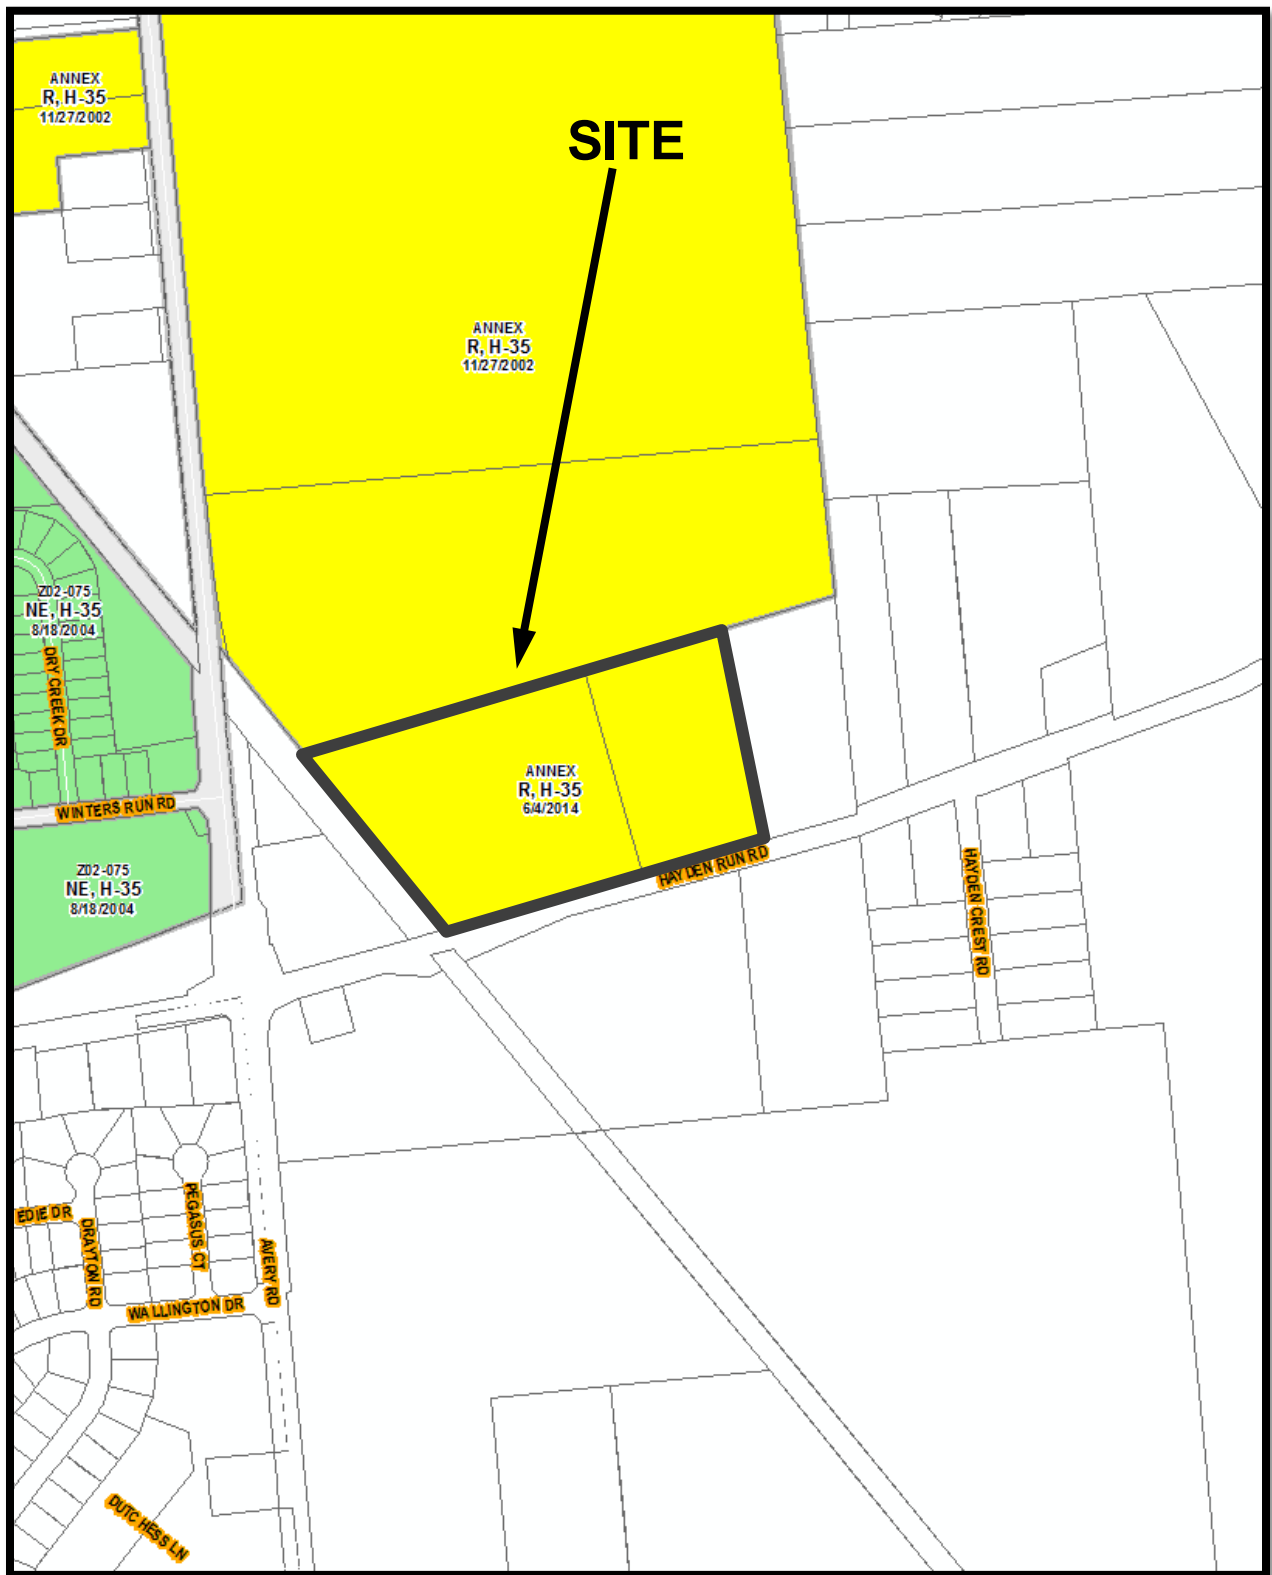 ANNEX
R, H-35
11/27/2002
SITE
ANNEX
R, H-35
11/27/2002
Z02-075
NE, H-35
8/18/2004
DRY CREEK DR
ANNEX
R, H-35
6/4/2014
WINTERS RUN RD
HAYDEN RUN RD
Z02-075
NE, H-35
8/18/2004
HAYDEN CREST RD
EDIE DR
DRAYTON RD
PEGASUS CT
AVERY RD
WALLINGTON DR
DUTCHESS LN